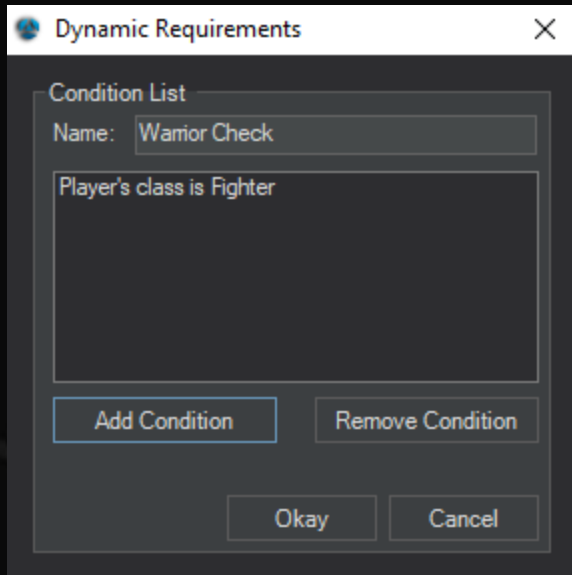 Dynamic Requirements
Condition List
Name: Warrior Check
Player's class is Fighter
Add Condition Remove Condition
Okay Cancel